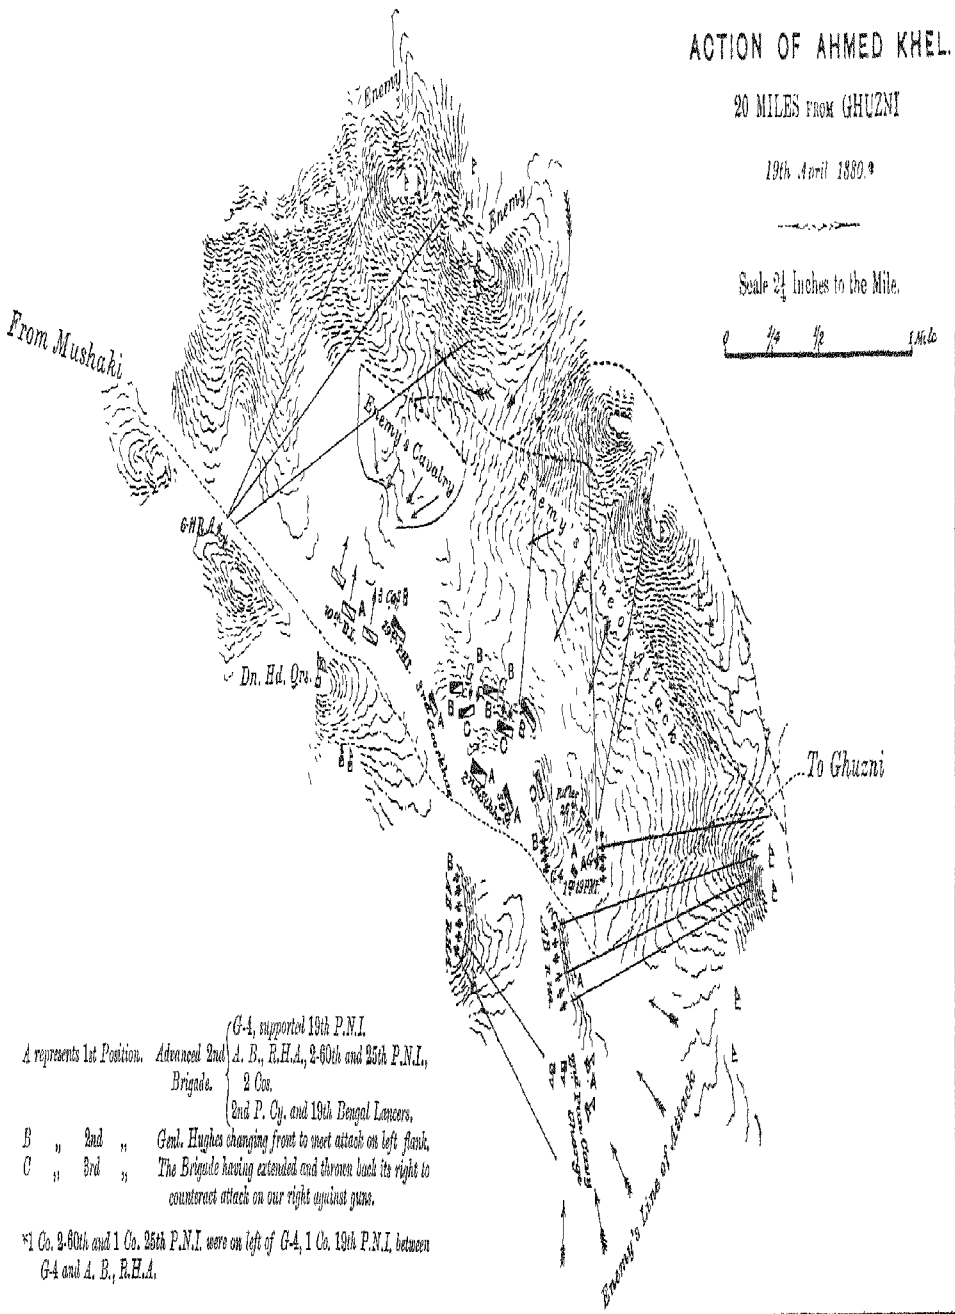 ACTION OF AHMED KHEL.
20 MILES FROM GHUZNI
19th April 1880.*
Scale 2¼ Inches to the Mile.
0 1/4 1/2 1 Mile
Enemy
Enemy
From Mushaki
Enemy's Cavalry
Enemy's Line of
A
B
Dn. Hd. Qrs.
3rd Goorkhas
A
B
B
C
B
B
C
C
A
A
To Ghuzni
B
A
A
G-4
19th P.N.I.
B
A
A
Enemy's Line of Attack
G-4, supported 19th P.N.I.
A represents 1st Position. Advanced 2nd A. B., R.H.A., 2-60th and 25th P.N.I.,
Brigade. 2 Cos.
2nd P. Cy. and 19th Bengal Lancers.
B „ 2nd „ Genl. Hughes changing front to meet attack on left flank.
C „ 3rd „ The Brigade having extended and thrown back its right to
counteract attack on our right against guns.
*1 Co. 2-60th and 1 Co. 25th P.N.I. were on left of G-4, 1 Co. 19th P.N.I. between
G-4 and A. B., R.H.A.